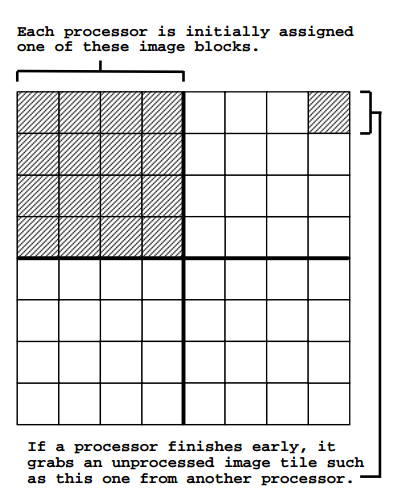 Each processor is initially assigned
one of these image blocks.
If a processor finishes early, it
grabs an unprocessed image tile such
as this one from another processor.